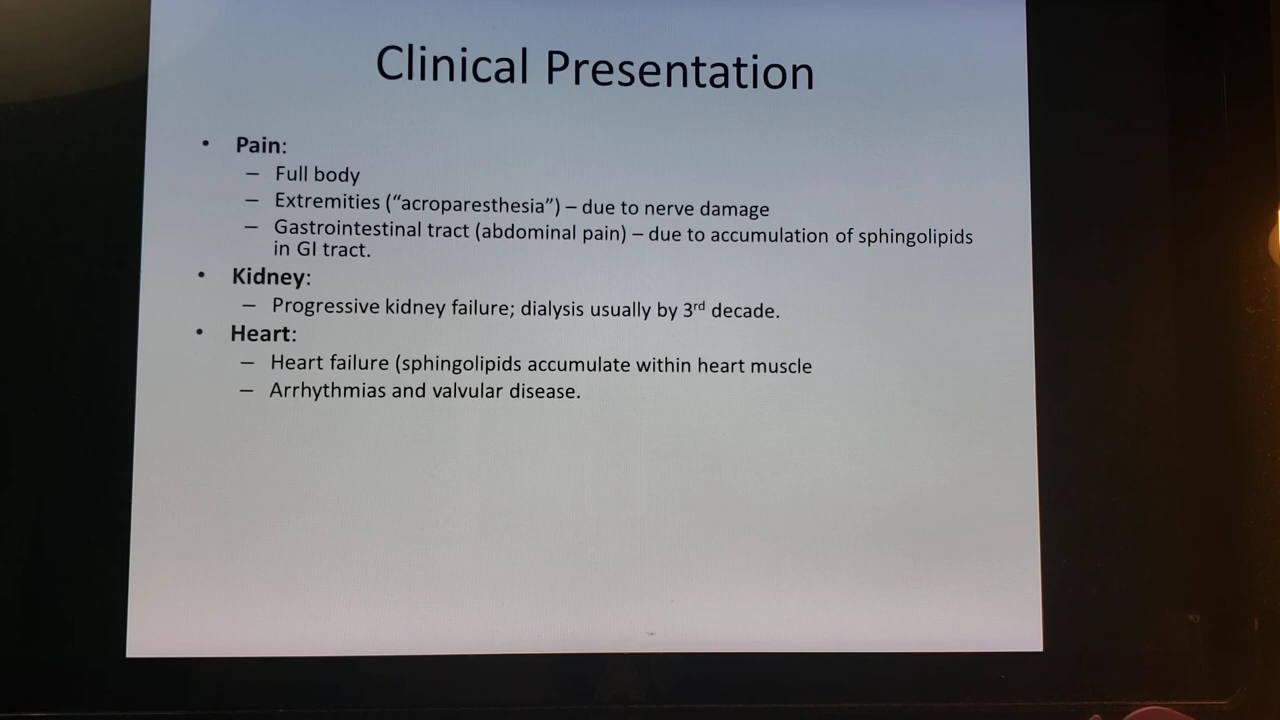 Clinical Presentation
• Pain:
– Full body
– Extremities (“acroparesthesia”) – due to nerve damage
– Gastrointestinal tract (abdominal pain) – due to accumulation of sphingolipids
in GI tract.
• Kidney:
– Progressive kidney failure; dialysis usually by 3rd decade.
• Heart:
– Heart failure (sphingolipids accumulate within heart muscle
– Arrhythmias and valvular disease.